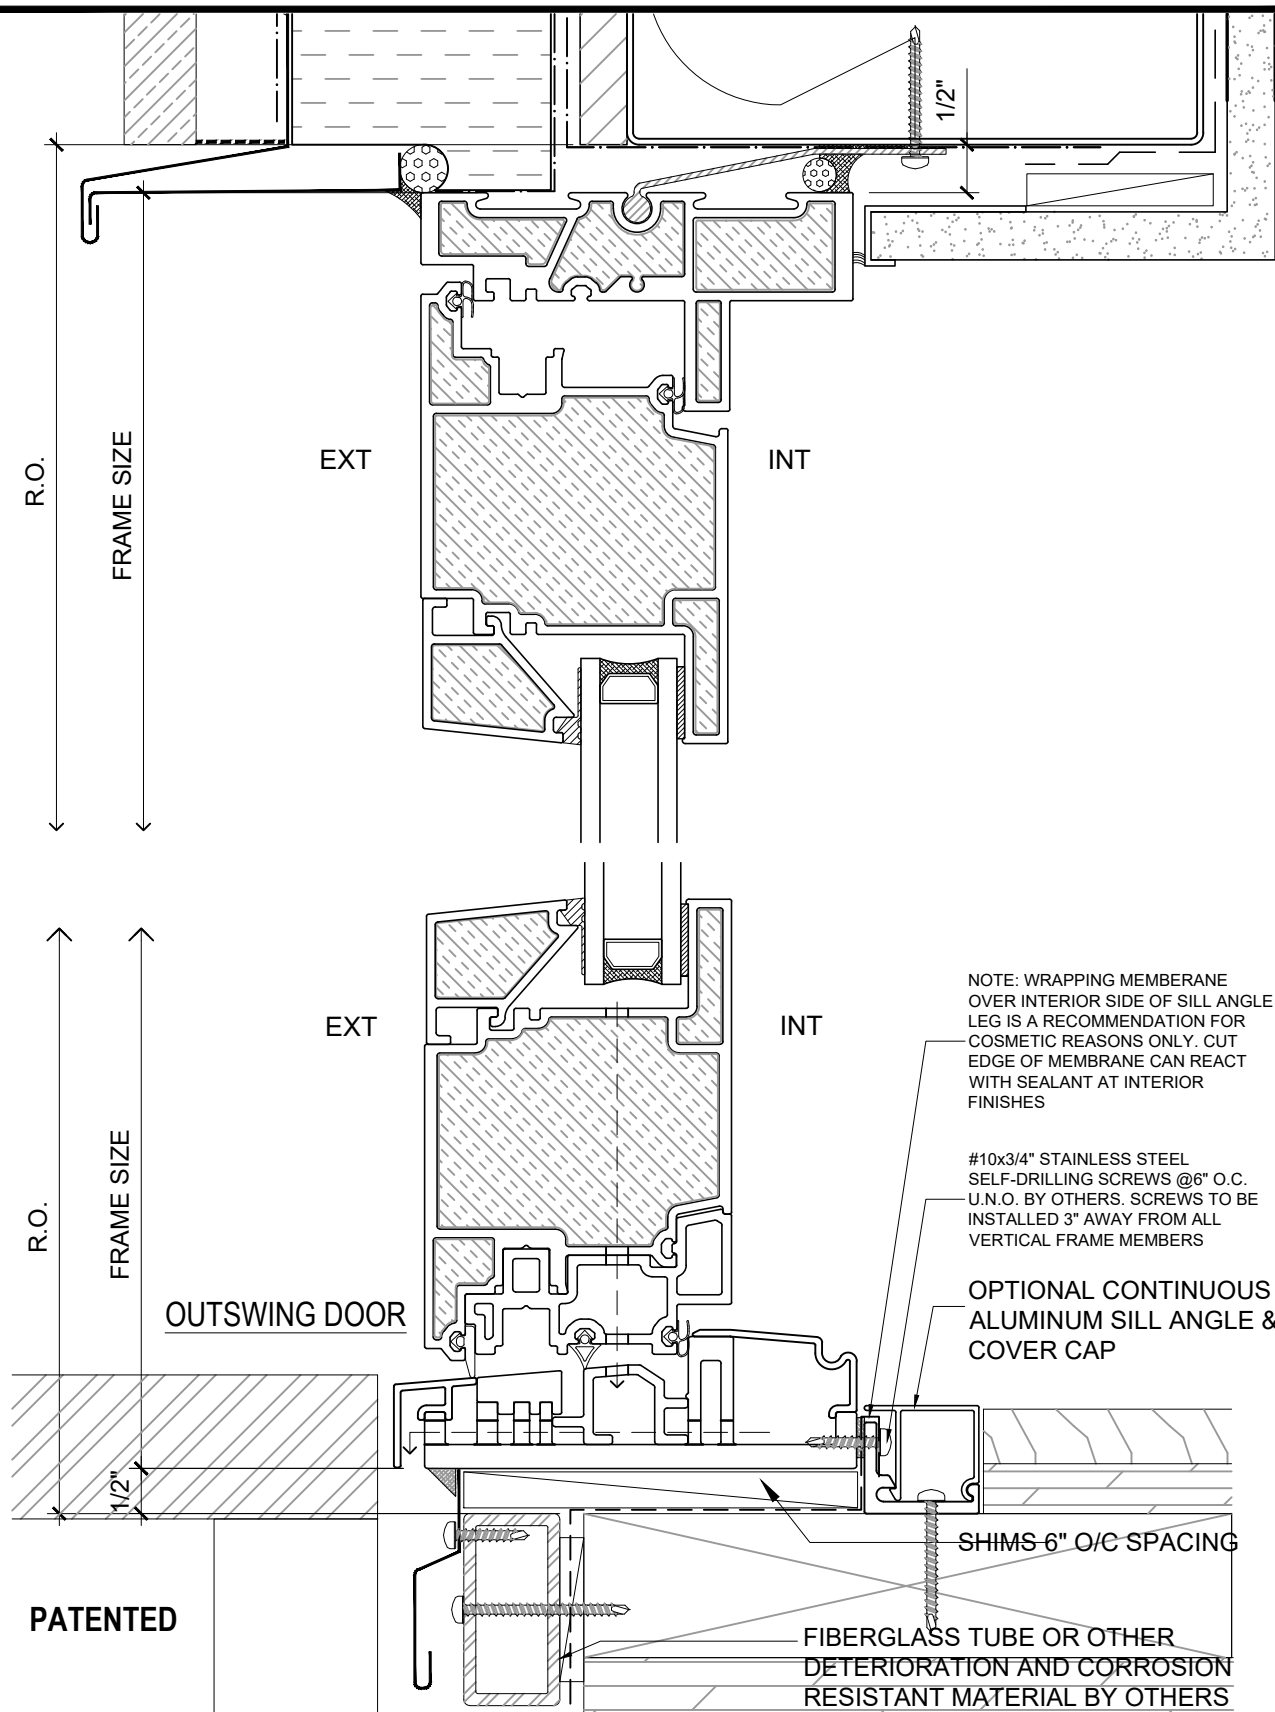 1/2"
R.O.
FRAME SIZE
EXT
INT
EXT
INT
NOTE: WRAPPING MEMBERANE
OVER INTERIOR SIDE OF SILL ANGLE
LEG IS A RECOMMENDATION FOR
COSMETIC REASONS ONLY. CUT
EDGE OF MEMBRANE CAN REACT
WITH SEALANT AT INTERIOR
FINISHES
#10x3/4" STAINLESS STEEL
SELF-DRILLING SCREWS @6" O.C.
U.N.O. BY OTHERS. SCREWS TO BE
INSTALLED 3" AWAY FROM ALL
VERTICAL FRAME MEMBERS
R.O.
FRAME SIZE
OUTSWING DOOR
OPTIONAL CONTINUOUS
ALUMINUM SILL ANGLE &
COVER CAP
1/2"
SHIMS 6" O/C SPACING
PATENTED
FIBERGLASS TUBE OR OTHER
DETERIORATION AND CORROSION
RESISTANT MATERIAL BY OTHERS